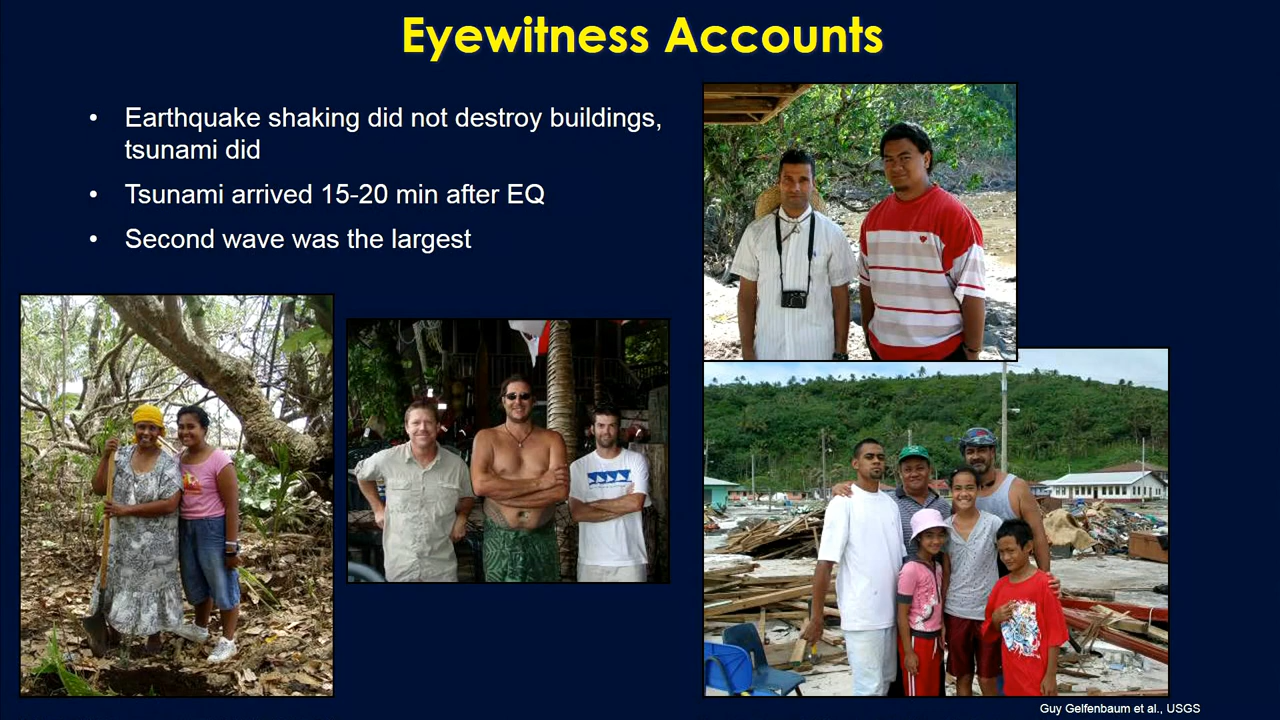 Eyewitness Accounts
• Earthquake shaking did not destroy buildings,
tsunami did
• Tsunami arrived 15-20 min after EQ
• Second wave was the largest
Guy Gelfenbaum et al., USGS